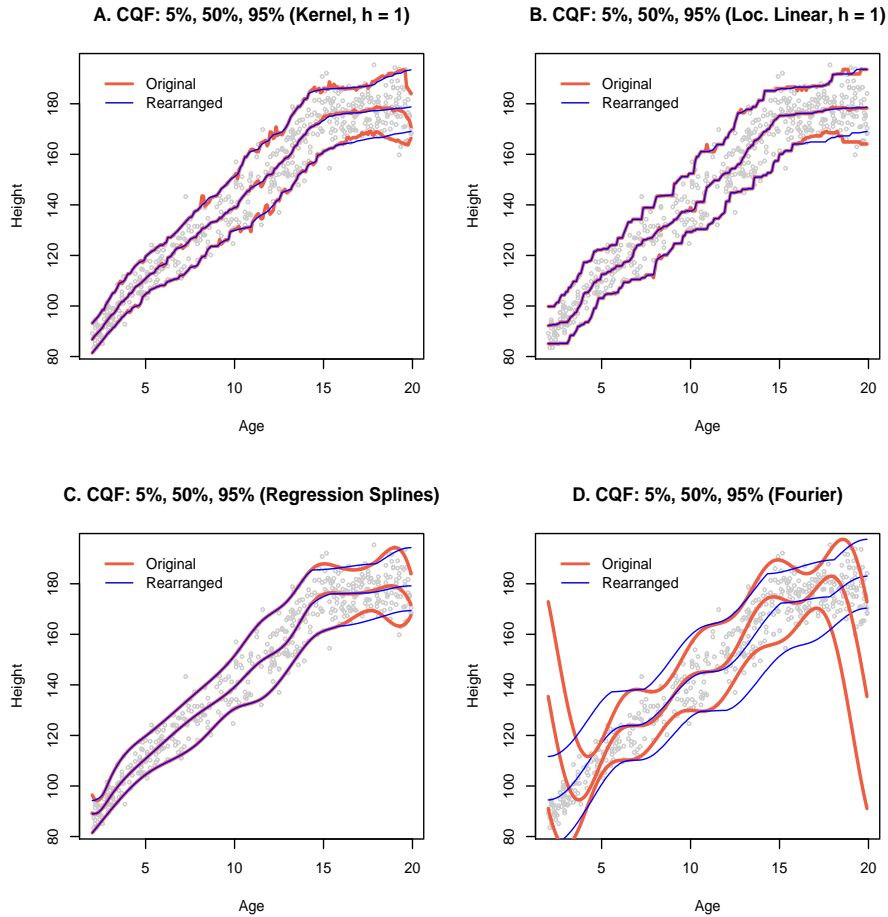 A. CQF: 5%, 50%, 95% (Kernel, h = 1)
Original
Rearranged
Height
80
100
120
140
160
180
5
10
15
20
Age
B. CQF: 5%, 50%, 95% (Loc. Linear, h = 1)
Original
Rearranged
Height
80
100
120
140
160
180
5
10
15
20
Age
C. CQF: 5%, 50%, 95% (Regression Splines)
Original
Rearranged
Height
80
100
120
140
160
180
5
10
15
20
Age
D. CQF: 5%, 50%, 95% (Fourier)
Original
Rearranged
Height
80
100
120
140
160
180
5
10
15
20
Age